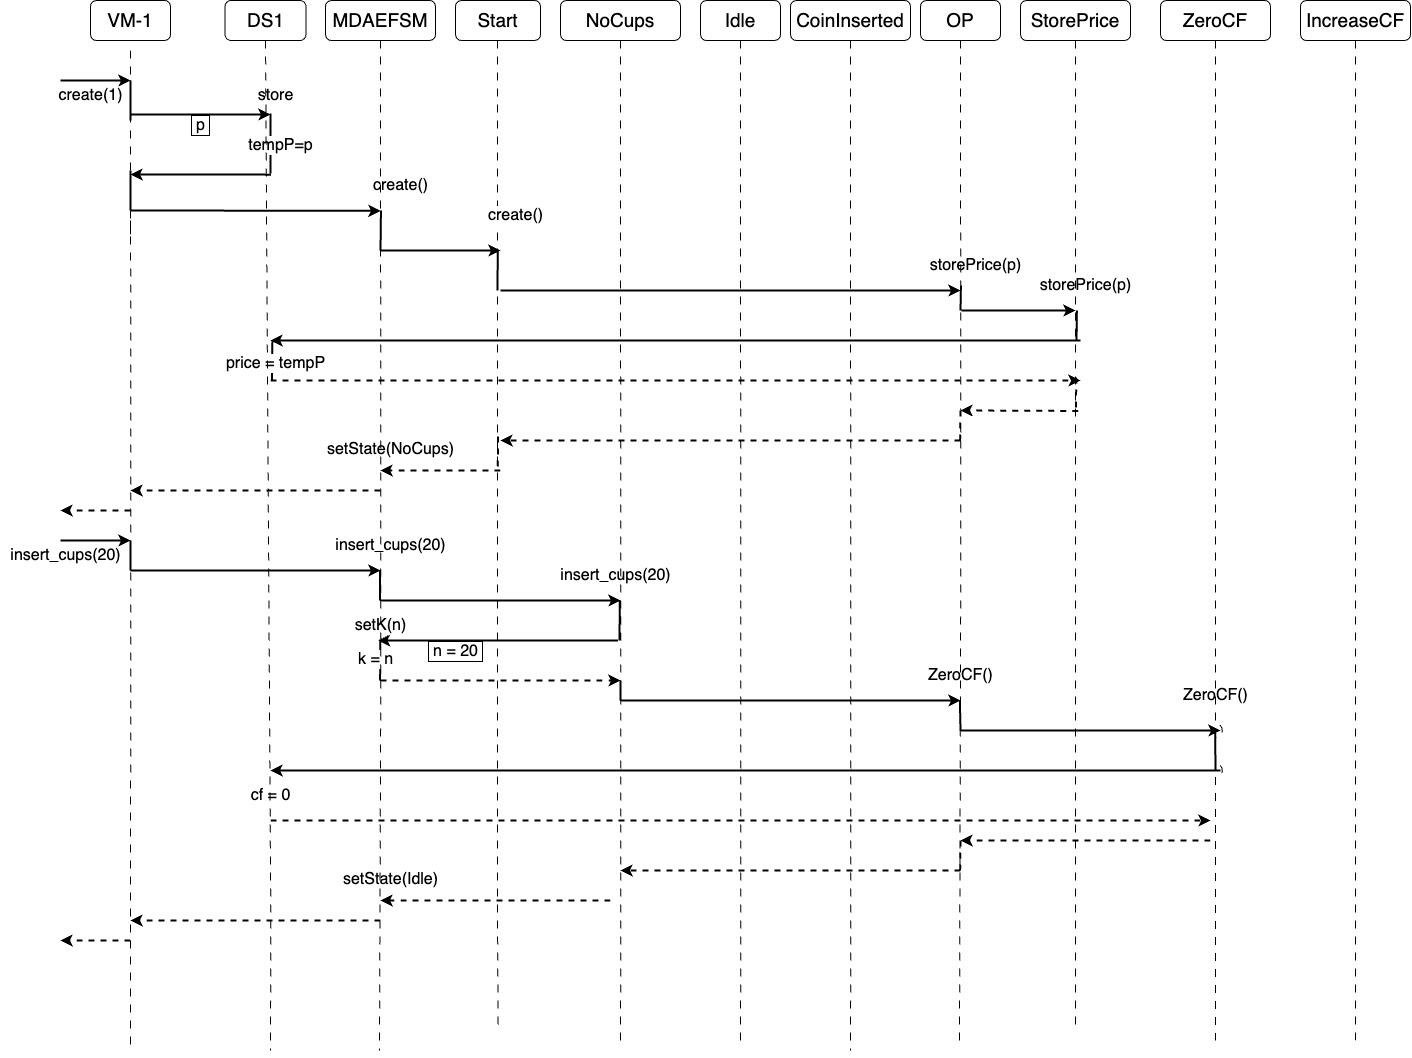 VM-1
DS1
MDAEFSM
Start
NoCups
Idle
CoinInserted
OP
StorePrice
ZeroCF
IncreaseCF
create(1)
store
p
tempP=p
create()
create()
storePrice(p)
storePrice(p)
price = tempP
setState(NoCups)
insert_cups(20)
insert_cups(20)
insert_cups(20)
setK(n)
n = 20
k = n
ZeroCF()
ZeroCF()
cf = 0
setState(Idle)